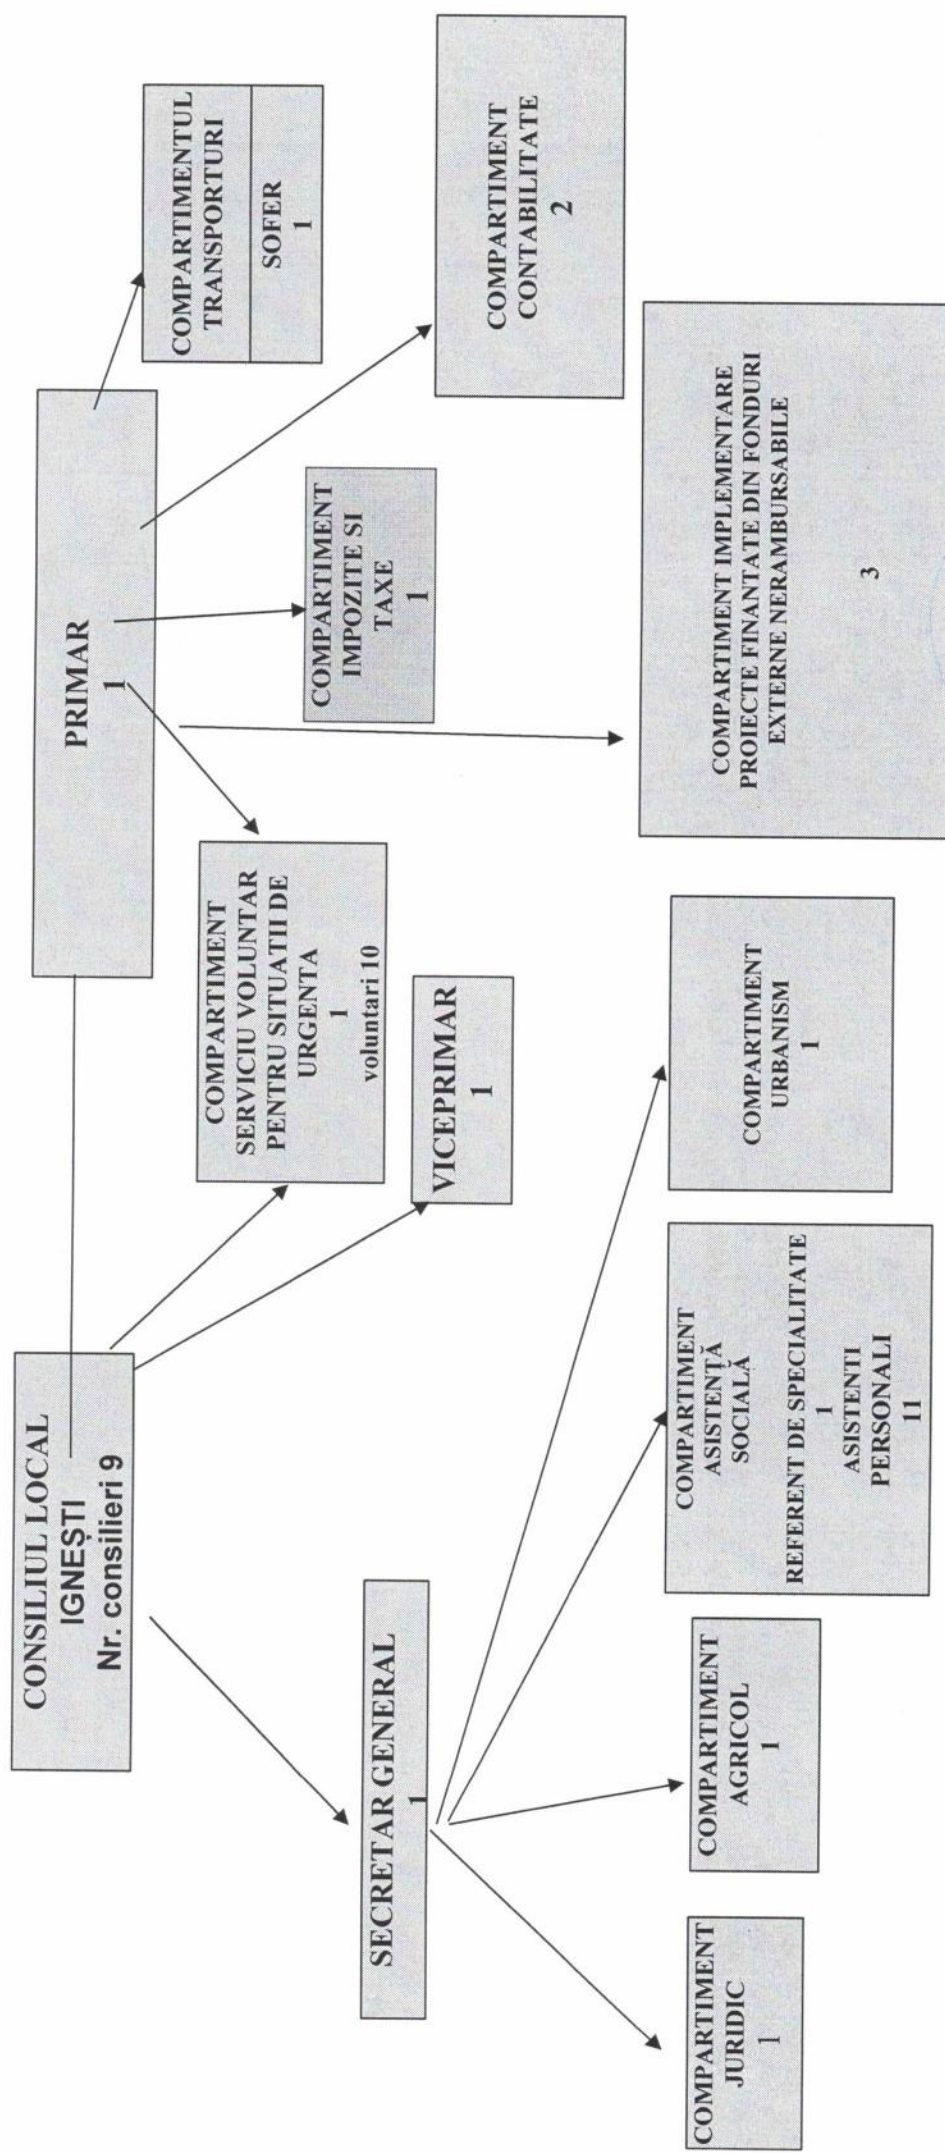 CONSILIUL LOCAL
IGNEȘTI
Nr. consilieri 9
PRIMAR
1
COMPARTIMENTUL
TRANSPORTURI
SOFER
1
COMPARTIMENT
SERVICIU VOLUNTAR
PENTRU SITUATII DE
URGENTA
1
voluntari 10
COMPARTIMENT
IMPOZITE SI
TAXE
1
SECRETAR GENERAL
1
VICEPRIMAR
1
COMPARTIMENT
CONTABILITATE
2
COMPARTIMENT
JURIDIC
1
COMPARTIMENT
AGRICOL
1
COMPARTIMENT
ASISTENȚĂ
SOCIALĂ
REFERENT DE SPECIALITATE
1
ASISTENTI
PERSONALI
11
COMPARTIMENT
URBANISM
1
COMPARTIMENT IMPLEMENTARE
PROIECTE FINANTATE DIN FONDURI
EXTERNE NERAMBURSABILE
3